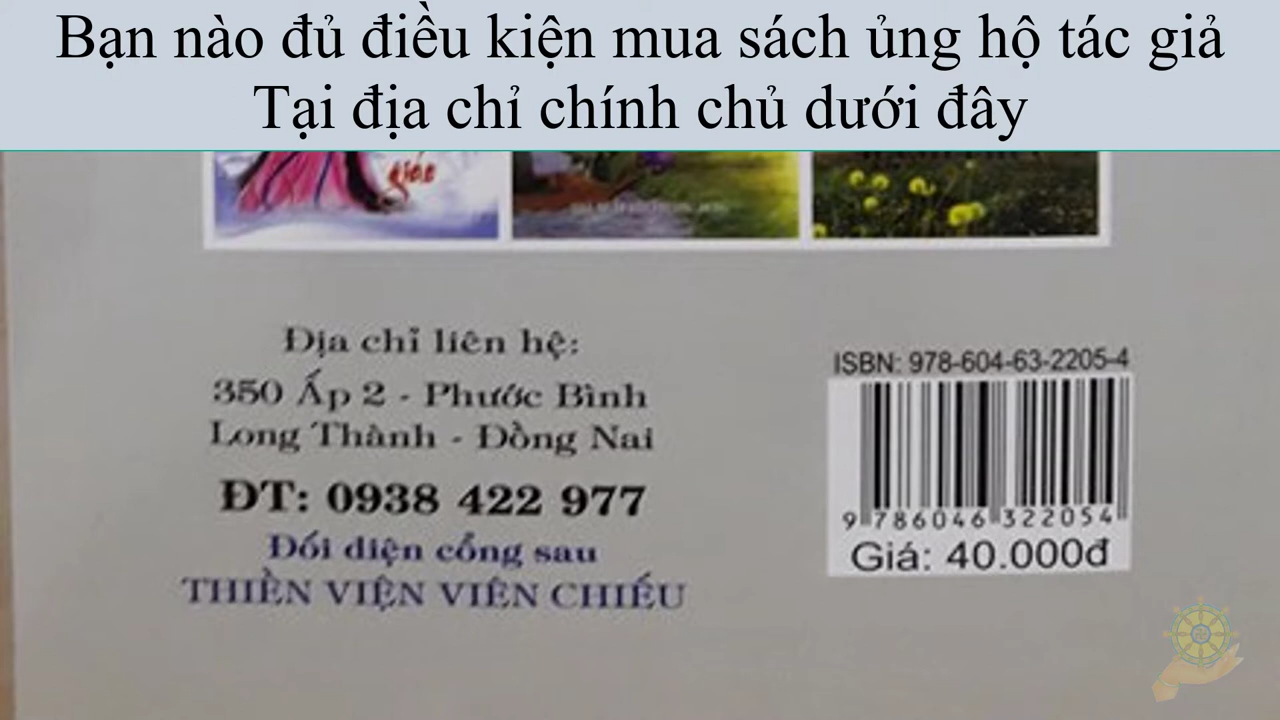 Bạn nào đủ điều kiện mua sách ủng hộ tác giả
Tại địa chỉ chính chủ dưới đây
giác
Địa chỉ liên hệ:
350 Ấp 2 - Phước Bình
Long Thành - Đồng Nai
ĐT: 0938 422 977
Đối diện cổng sau
THIỀN VIỆN VIÊN CHIẾU
ISBN: 978-604-63-2205-4
9 786046 322054
Giá: 40.000đ